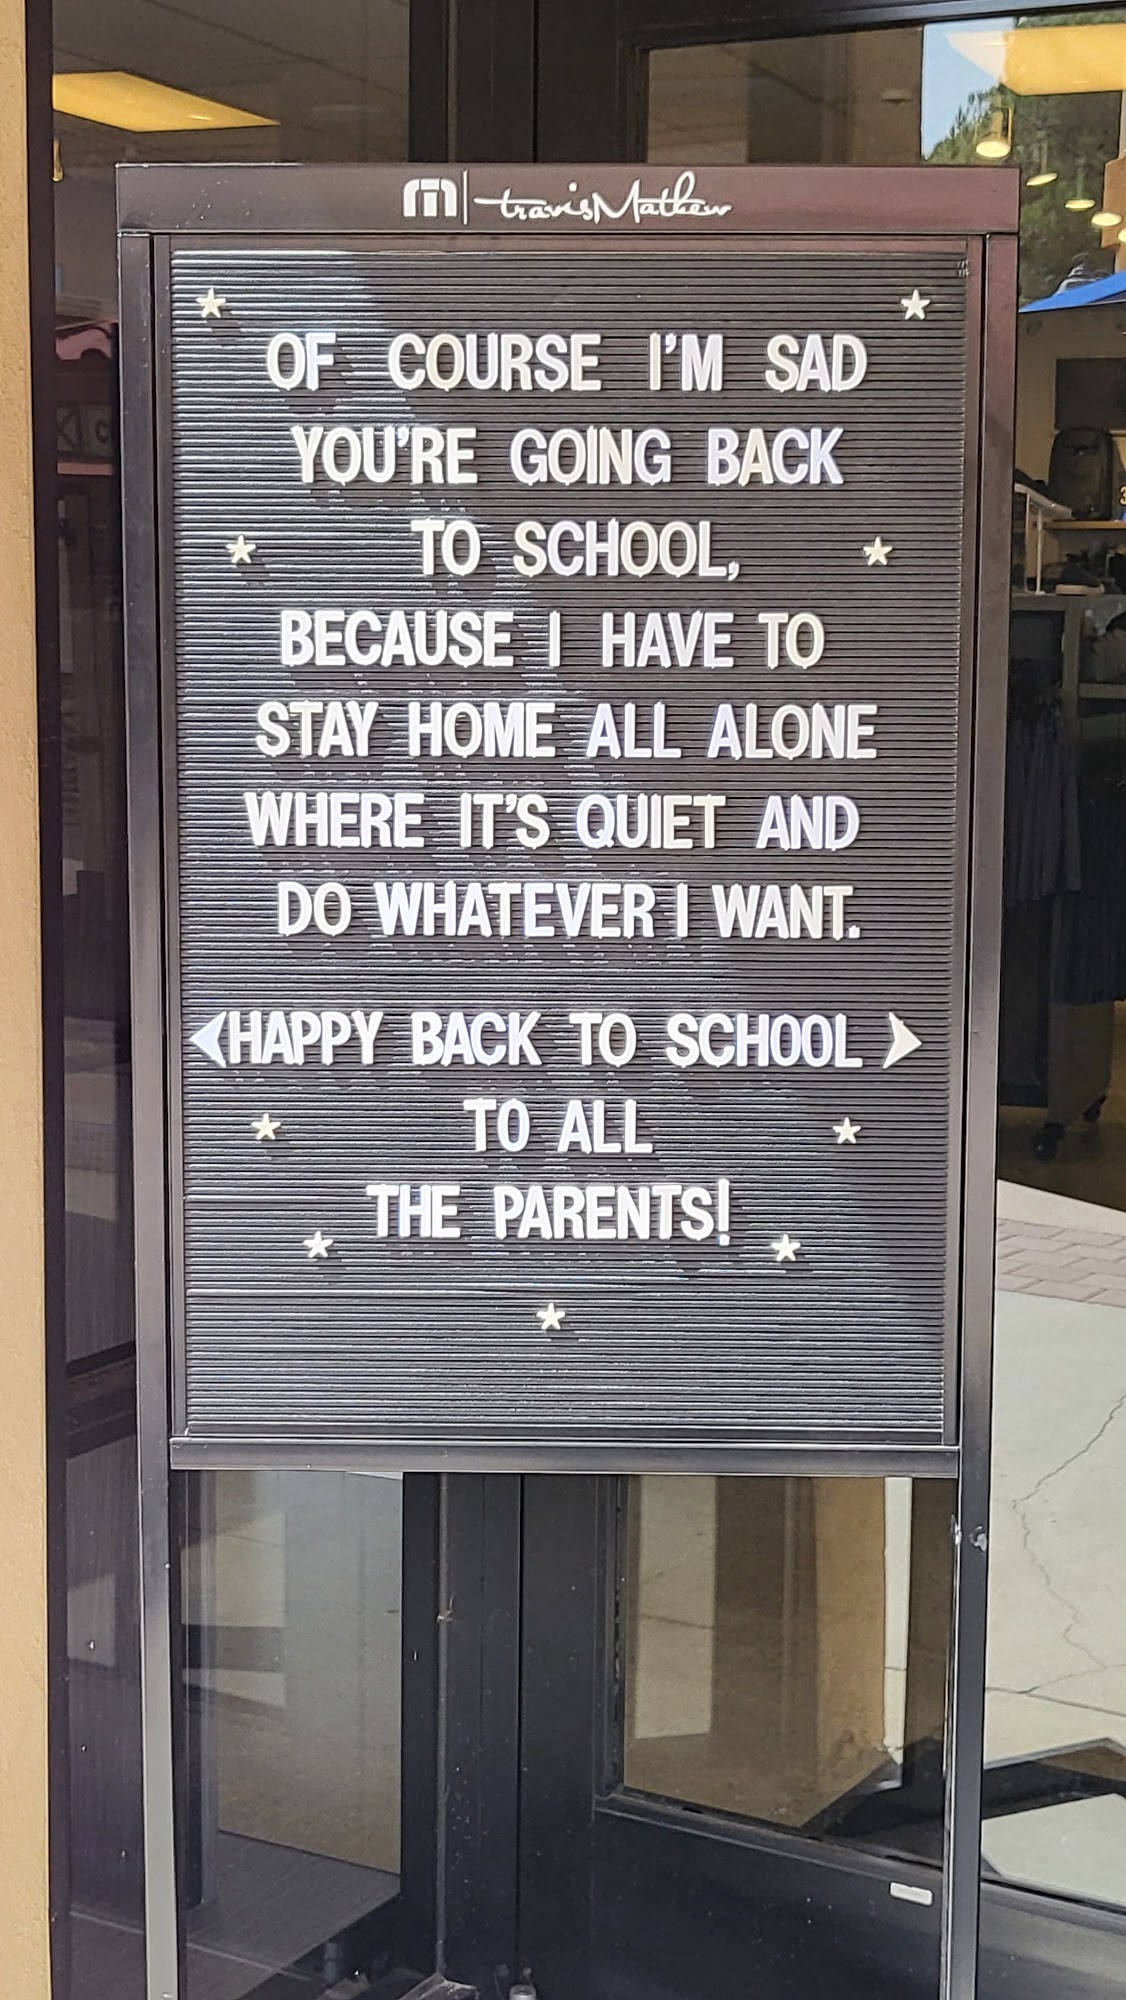 travisMathew
OF COURSE I'M SAD
YOU'RE GOING BACK
TO SCHOOL,
BECAUSE I HAVE TO
STAY HOME ALL ALONE
WHERE IT'S QUIET AND
DO WHATEVER I WANT.
HAPPY BACK TO SCHOOL
TO ALL
THE PARENTS!